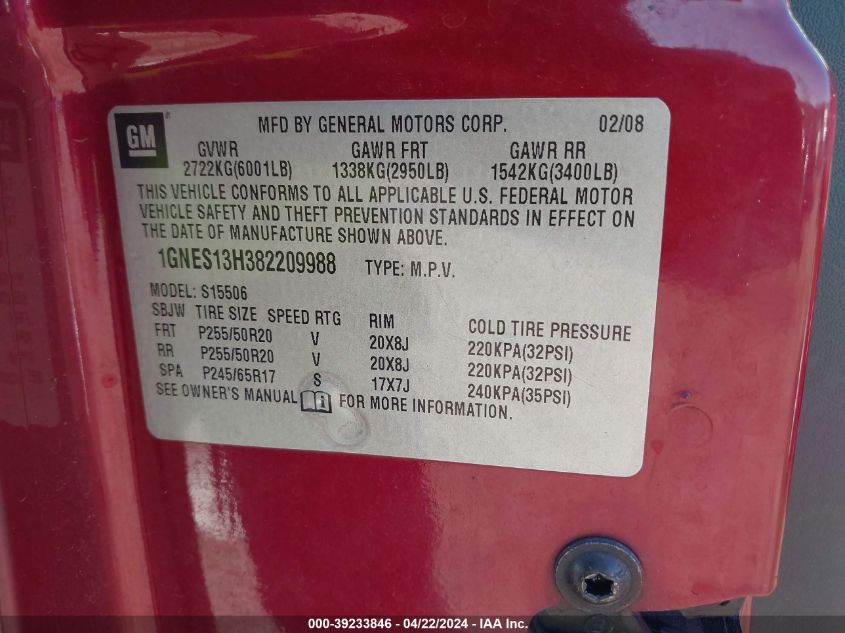 GM ®
MFD BY GENERAL MOTORS CORP. 02/08
GVWR GAWR FRT GAWR RR
2722KG(6001LB) 1338KG(2950LB) 1542KG(3400LB)
THIS VEHICLE CONFORMS TO ALL APPLICABLE U.S. FEDERAL MOTOR
VEHICLE SAFETY AND THEFT PREVENTION STANDARDS IN EFFECT ON
THE DATE OF MANUFACTURE SHOWN ABOVE.
1GNES13H382209988 TYPE: M.P.V.
MODEL: S15506
SBJW TIRE SIZE SPEED RTG RIM COLD TIRE PRESSURE
FRT P255/50R20 V 20X8J 220KPA(32PSI)
RR P255/50R20 V 20X8J 220KPA(32PSI)
SPA P245/65R17 S 17X7J 240KPA(35PSI)
SEE OWNER'S MANUAL FOR MORE INFORMATION.
000-39233846 - 04/22/2024 - IAA Inc.